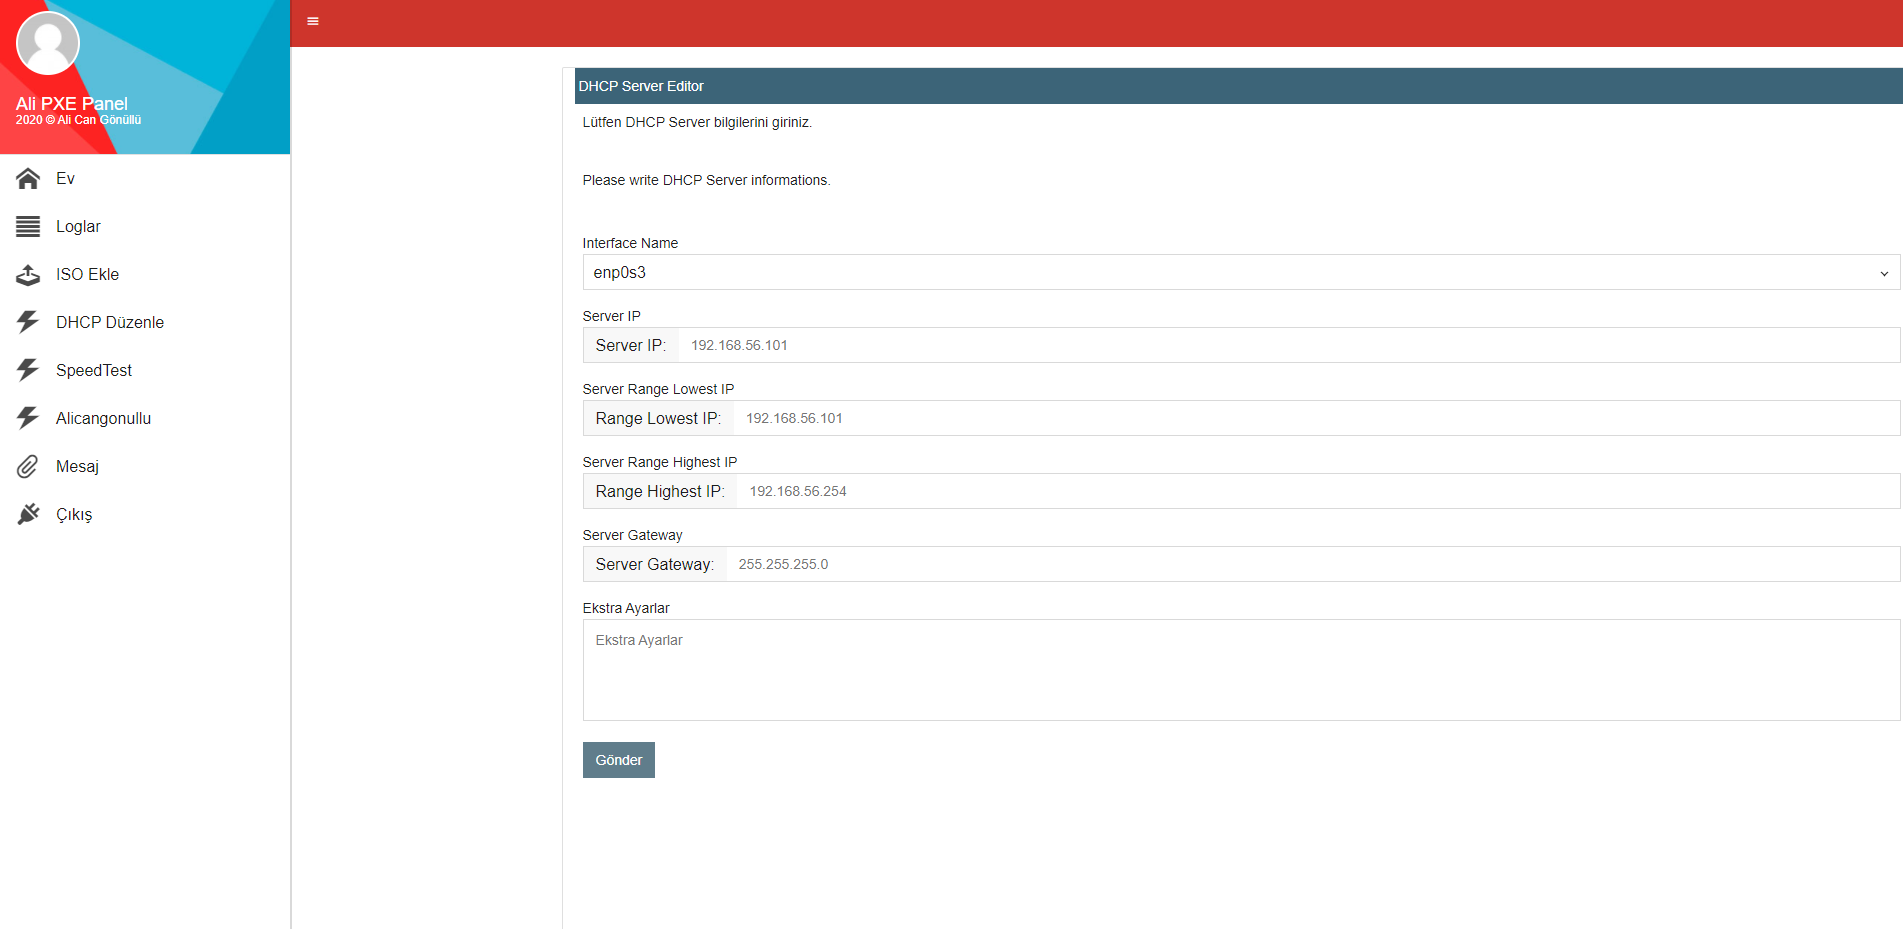 Ali PXE Panel
2020 © Ali Can Gönüllü
Ev
Loglar
ISO Ekle
DHCP Düzenle
SpeedTest
Alicangonullu
Mesaj
Çıkış
DHCP Server Editor
Lütfen DHCP Server bilgilerini giriniz.
Please write DHCP Server informations.
Interface Name
enp0s3
Server IP
Server IP: 192.168.56.101
Server Range Lowest IP
Range Lowest IP: 192.168.56.101
Server Range Highest IP
Range Highest IP: 192.168.56.254
Server Gateway
Server Gateway: 255.255.255.0
Ekstra Ayarlar
Ekstra Ayarlar
Gönder